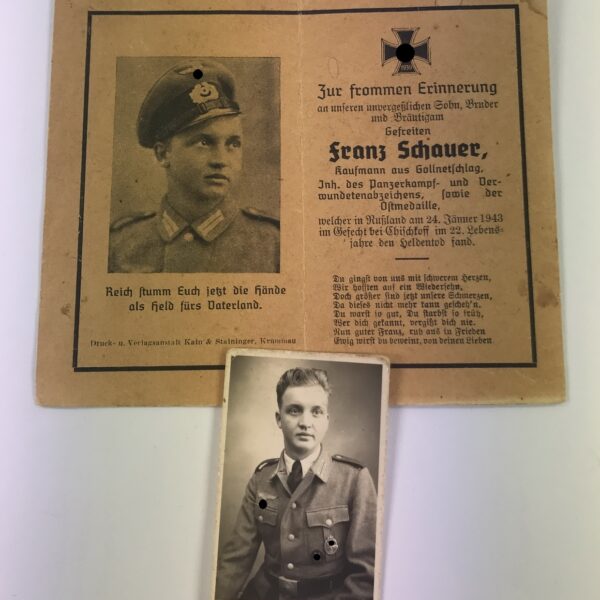 Reich stumm Euch jetzt die Hände
als Held fürs Vaterland.
Druck- u. Verlagsanstalt Kain & Staininger, Krummau
Zur frommen Erinnerung
an unseren unvergeßlichen Sohn, Bruder
und Bräutigam
Gefreiten
Franz Schauer,
Kaufmann aus Gollnetschlag,
Inh. des Panzerkampf- und Ver-
wundetenabzeichens, sowie der
Ostmedaille,
welcher in Rußland am 24. Jänner 1943
im Gefecht bei Chischkoff im 22. Lebens-
jahre den Heldentod fand.
Du gingst von uns mit schwerem Herzen,
Wir hofften auf ein Wiedersehn,
Doch größer sind jetzt unsere Schmerzen,
Da dieses nicht mehr kann gescheh'n.
Du warst so gut, Du starbst so früh,
Wer dich gekannt, vergißt dich nie.
Nun guter Franz, ruh aus in Frieden
Ewig wirst du beweint, von deinen Lieben